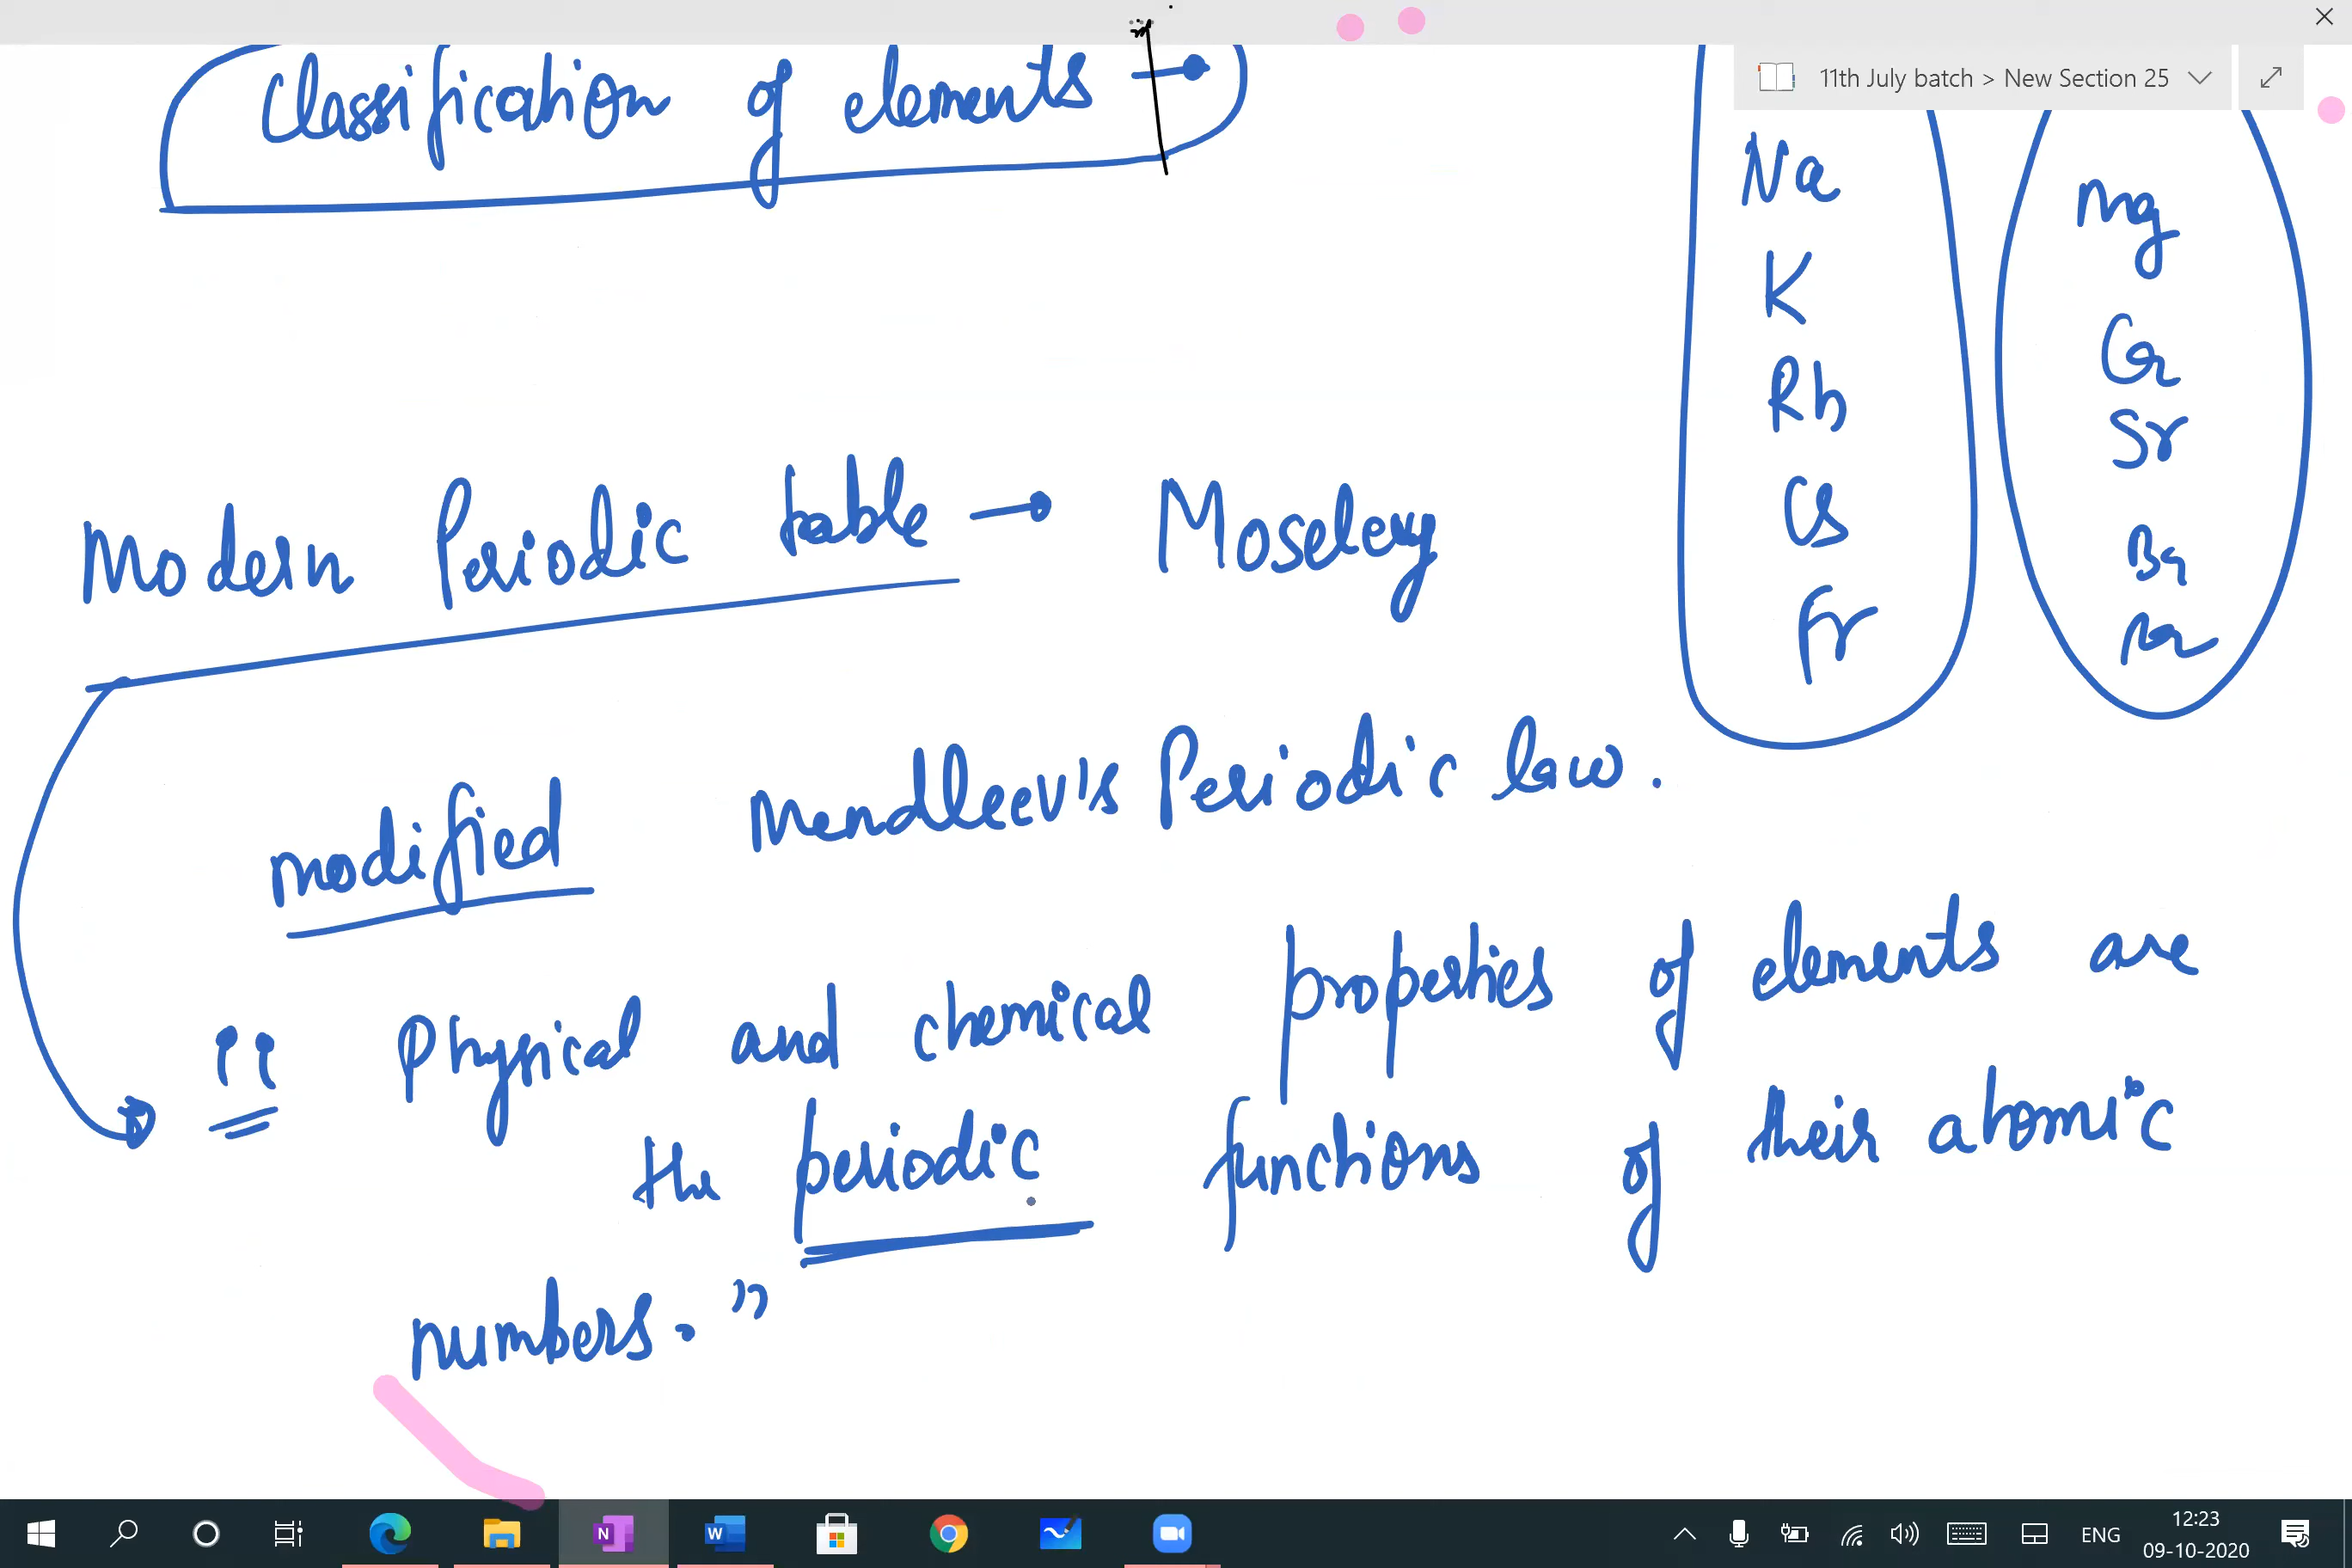 Classification of elements
11th July batch > New Section 25
Na
K
Rb
Cs
Fr
Mg
Ca
Sr
Ba
Modern Periodic table → Moseley
modified Mendleev's Periodic law.
" Physical and chemical properties of elements are
the periodic functions of their atomic
numbers. "
N
W
ENG
12:23
09-10-2020